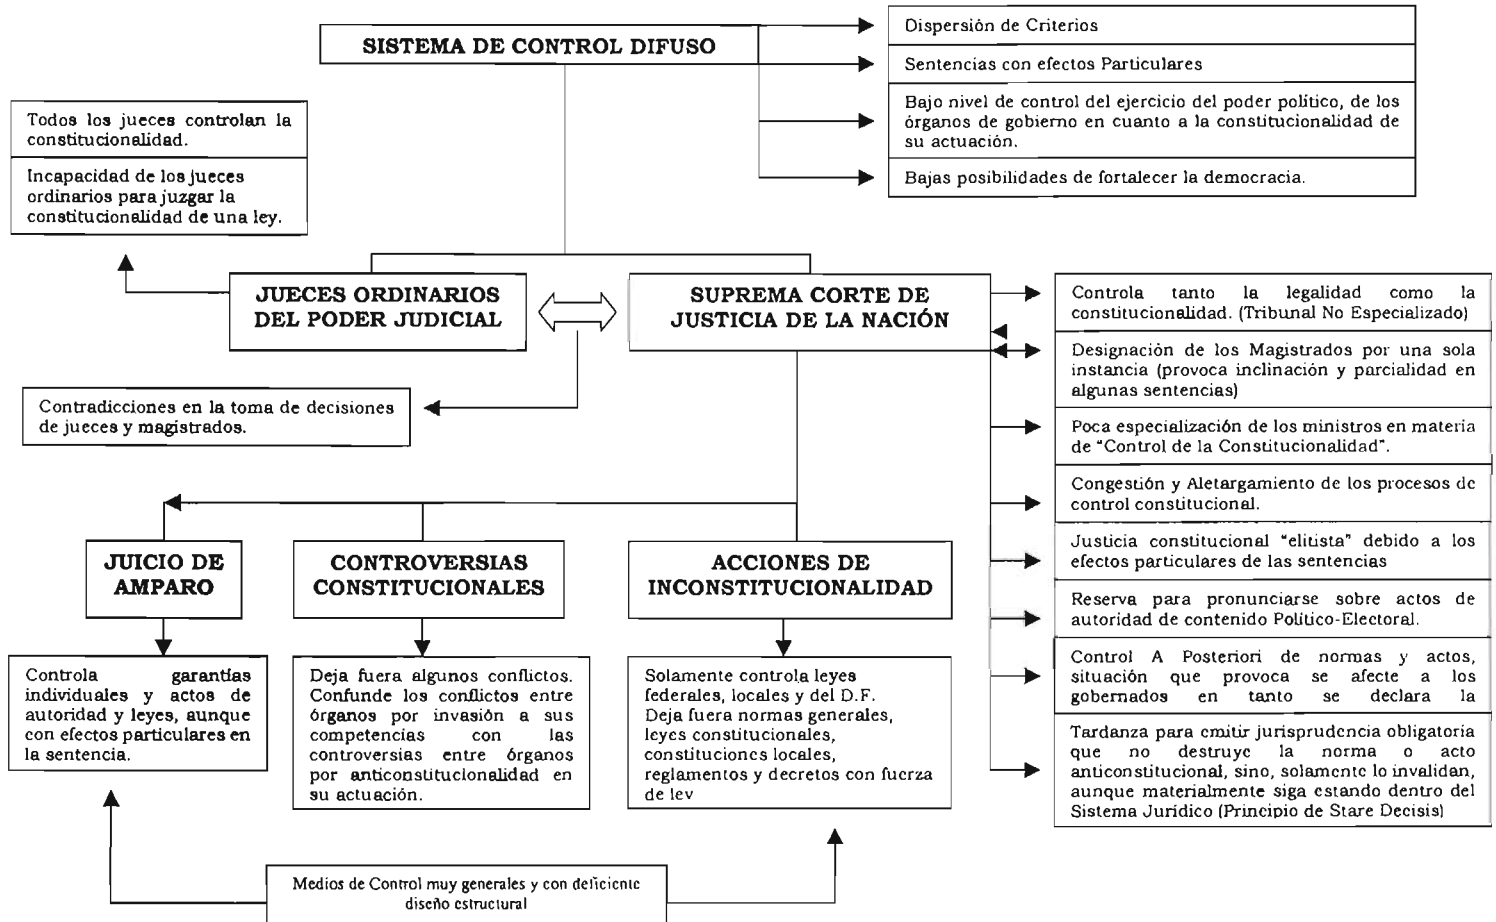 SISTEMA DE CONTROL DIFUSO
Dispersión de Criterios
Sentencias con efectos Particulares
Bajo nivel de control del ejercicio del poder político, de los
órganos de gobierno en cuanto a la constitucionalidad de
su actuación.
Bajas posibilidades de fortalecer la democracia.
Todos los jueces controlan la
constitucionalidad.
Incapacidad de los jueces
ordinarios para juzgar la
constitucionalidad de una ley.
JUECES ORDINARIOS
DEL PODER JUDICIAL
SUPREMA CORTE DE
JUSTICIA DE LA NACIÓN
Contradicciones en la toma de decisiones
de jueces y magistrados.
Controla tanto la legalidad como la
constitucionalidad. (Tribunal No Especializado)
Designación de los Magistrados por una sola
instancia (provoca inclinación y parcialidad en
algunas sentencias)
Poca especialización de los ministros en materia
de "Control de la Constitucionalidad".
Congestión y Aletargamiento de los procesos de
control constitucional.
Justicia constitucional "elitista" debido a los
efectos particulares de las sentencias
Reserva para pronunciarse sobre actos de
autoridad de contenido Político-Electoral.
Control A Posteriori de normas y actos,
situación que provoca se afecte a los
gobernados en tanto se declara la
Tardanza para emitir jurisprudencia obligatoria
que no destruye la norma o acto
anticonstitucional, sino, solamente lo invalidan,
aunque materialmente siga estando dentro del
Sistema Jurídico (Principio de Stare Decisis)
JUICIO DE
AMPARO
CONTROVERSIAS
CONSTITUCIONALES
ACCIONES DE
INCONSTITUCIONALIDAD
Controla garantías
individuales y actos de
autoridad y leyes, aunque
con efectos particulares en
la sentencia.
Deja fuera algunos conflictos.
Confunde los conflictos entre
órganos por invasión a sus
competencias con las
controversias entre órganos
por anticonstitucionalidad en
su actuación.
Solamente controla leyes
federales, locales y del D.F.
Deja fuera normas generales,
leyes constitucionales,
constituciones locales,
reglamentos y decretos con fuerza
de ley
Medios de Control muy generales y con deficiente
diseño estructural